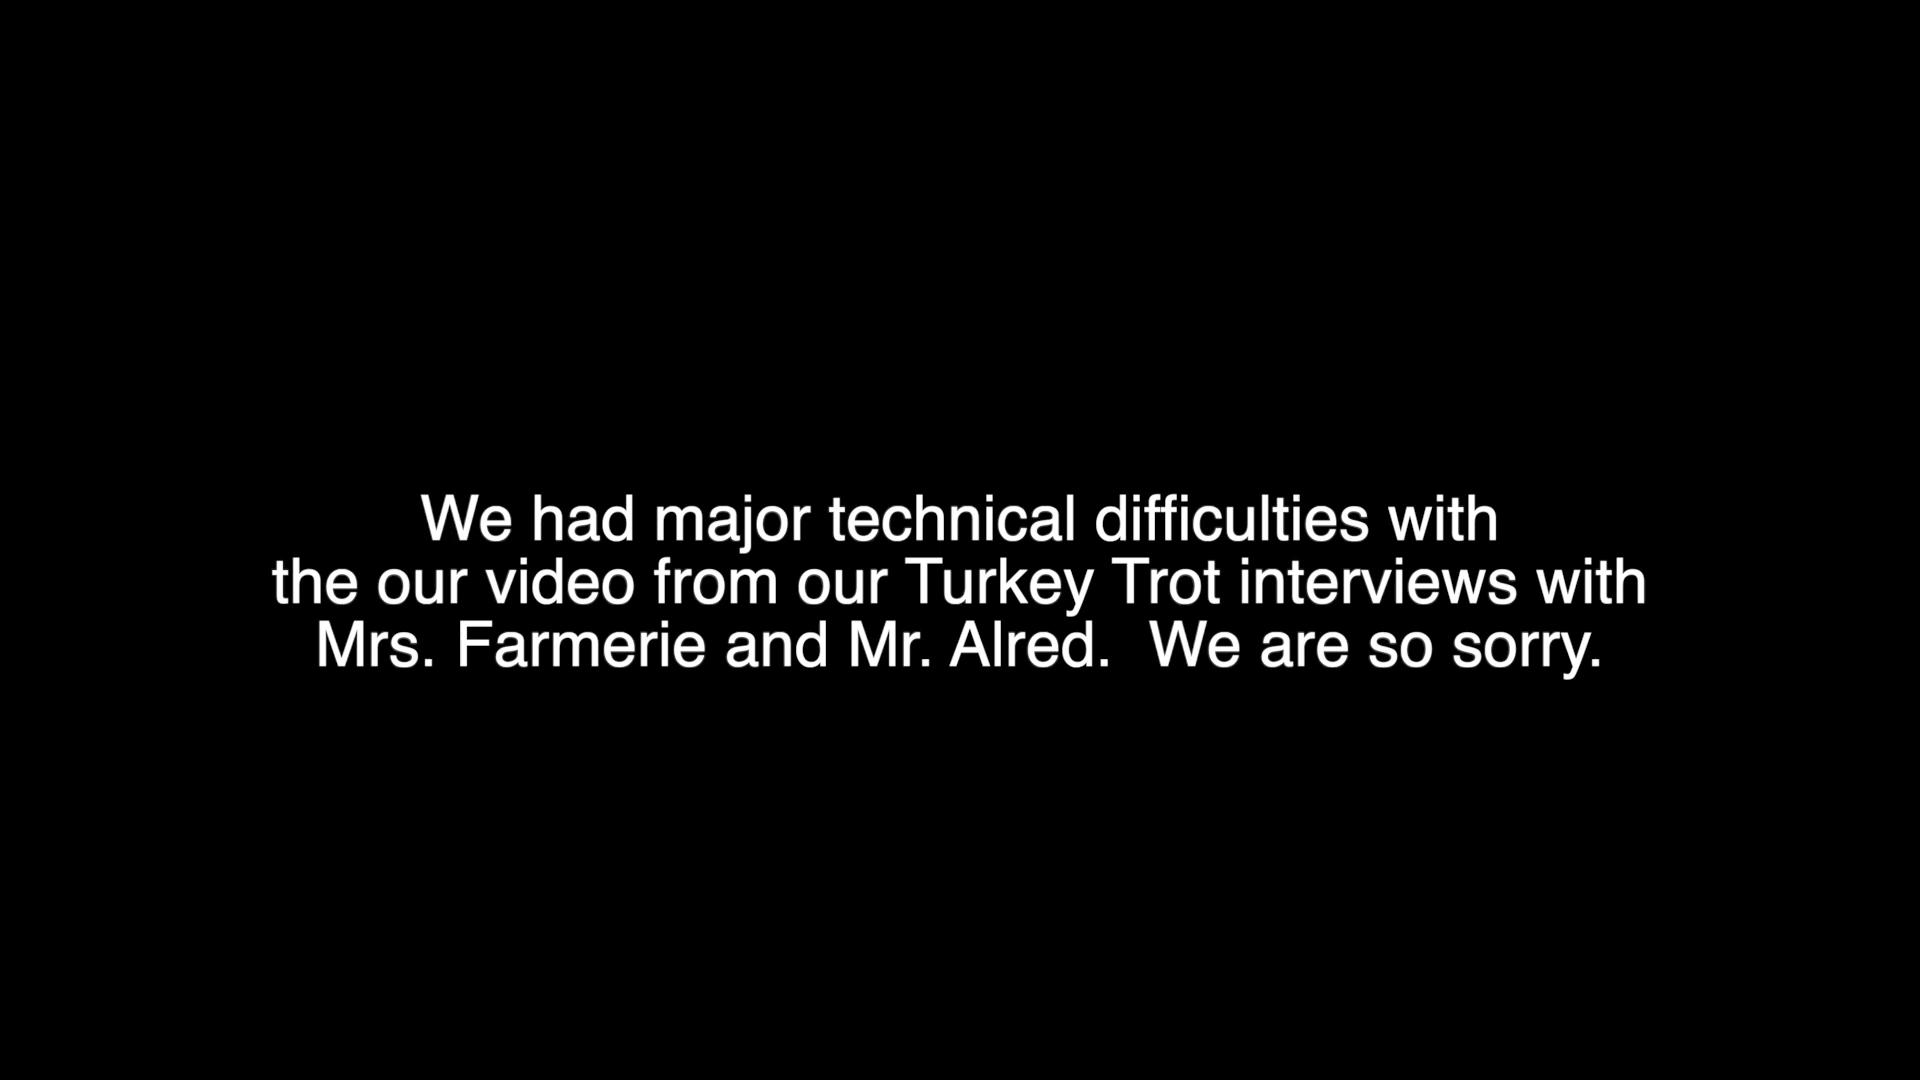 We had major technical difficulties with
the our video from our Turkey Trot interviews with
Mrs. Farmerie and Mr. Alred.  We are so sorry.